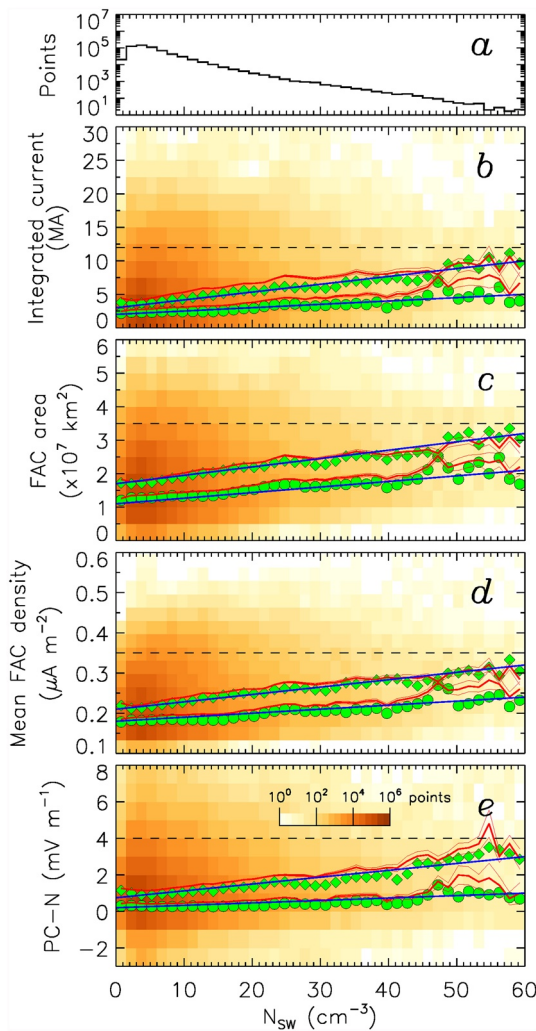 Points
10⁵
10³
10¹
a
Integrated current
(MA)
30
25
20
15
10
5
0
b
FAC area
(x10⁷ km²)
6
5
4
3
2
1
0
c
Mean FAC density
(μA m⁻²)
0.6
0.5
0.4
0.3
0.2
0.1
d
PC-N (mV m⁻¹)
8
6
4
2
0
-2
10⁰ 10² 10⁴ 10⁶ points
e
0 10 20 30 40 50 60
N_SW (cm⁻³)